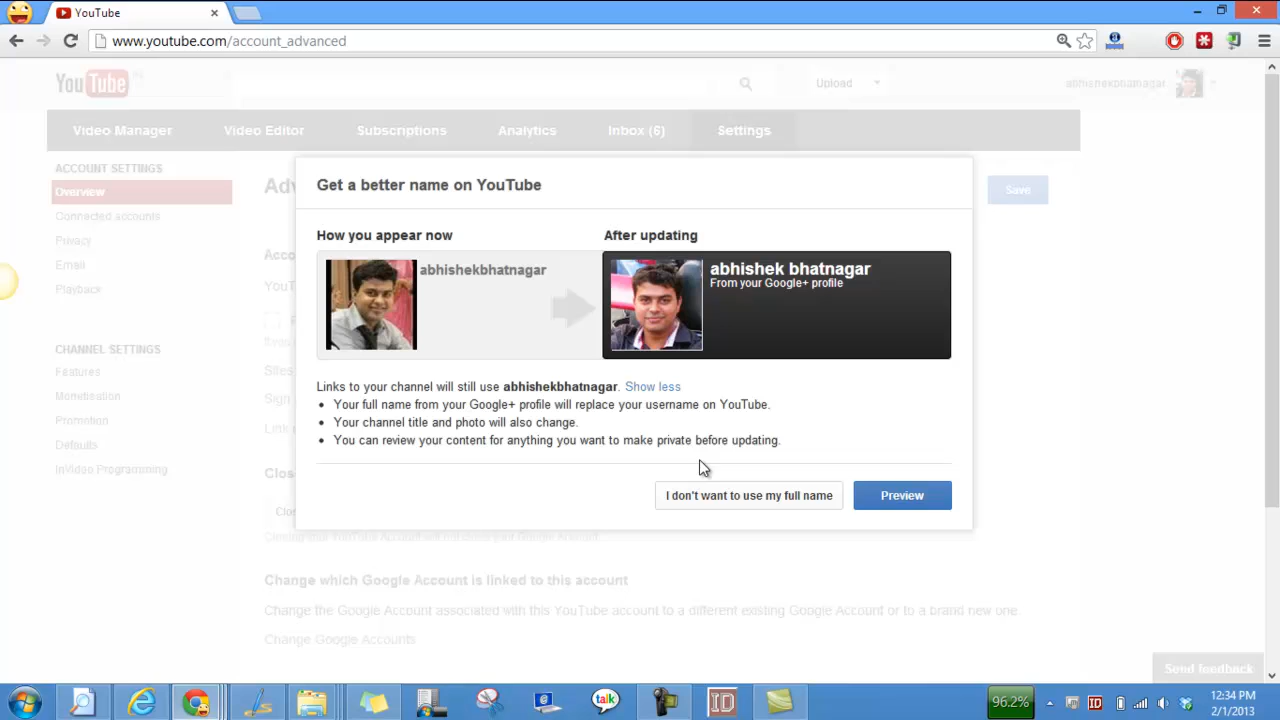 YouTube
www.youtube.com/account_advanced
YouTube
Upload
abhishekbhatnagar
Video Manager
Video Editor
Subscriptions
Analytics
Inbox (6)
Settings
ACCOUNT SETTINGS
Overview
Connected accounts
Privacy
Email
Playback
CHANNEL SETTINGS
Features
Monetisation
Promotion
Defaults
InVideo Programming
Save
Get a better name on YouTube
How you appear now
After updating
abhishekbhatnagar
abhishek bhatnagar
From your Google+ profile
Links to your channel will still use abhishekbhatnagar. Show less
• Your full name from your Google+ profile will replace your username on YouTube.
• Your channel title and photo will also change.
• You can review your content for anything you want to make private before updating.
I don't want to use my full name
Preview
Change which Google Account is linked to this account
Change the Google Account associated with this YouTube account to a different existing Google Account or to a brand new one.
Change Google Accounts
Send feedback
talk
ID
96.2%
ID
12:34 PM
2/1/2013